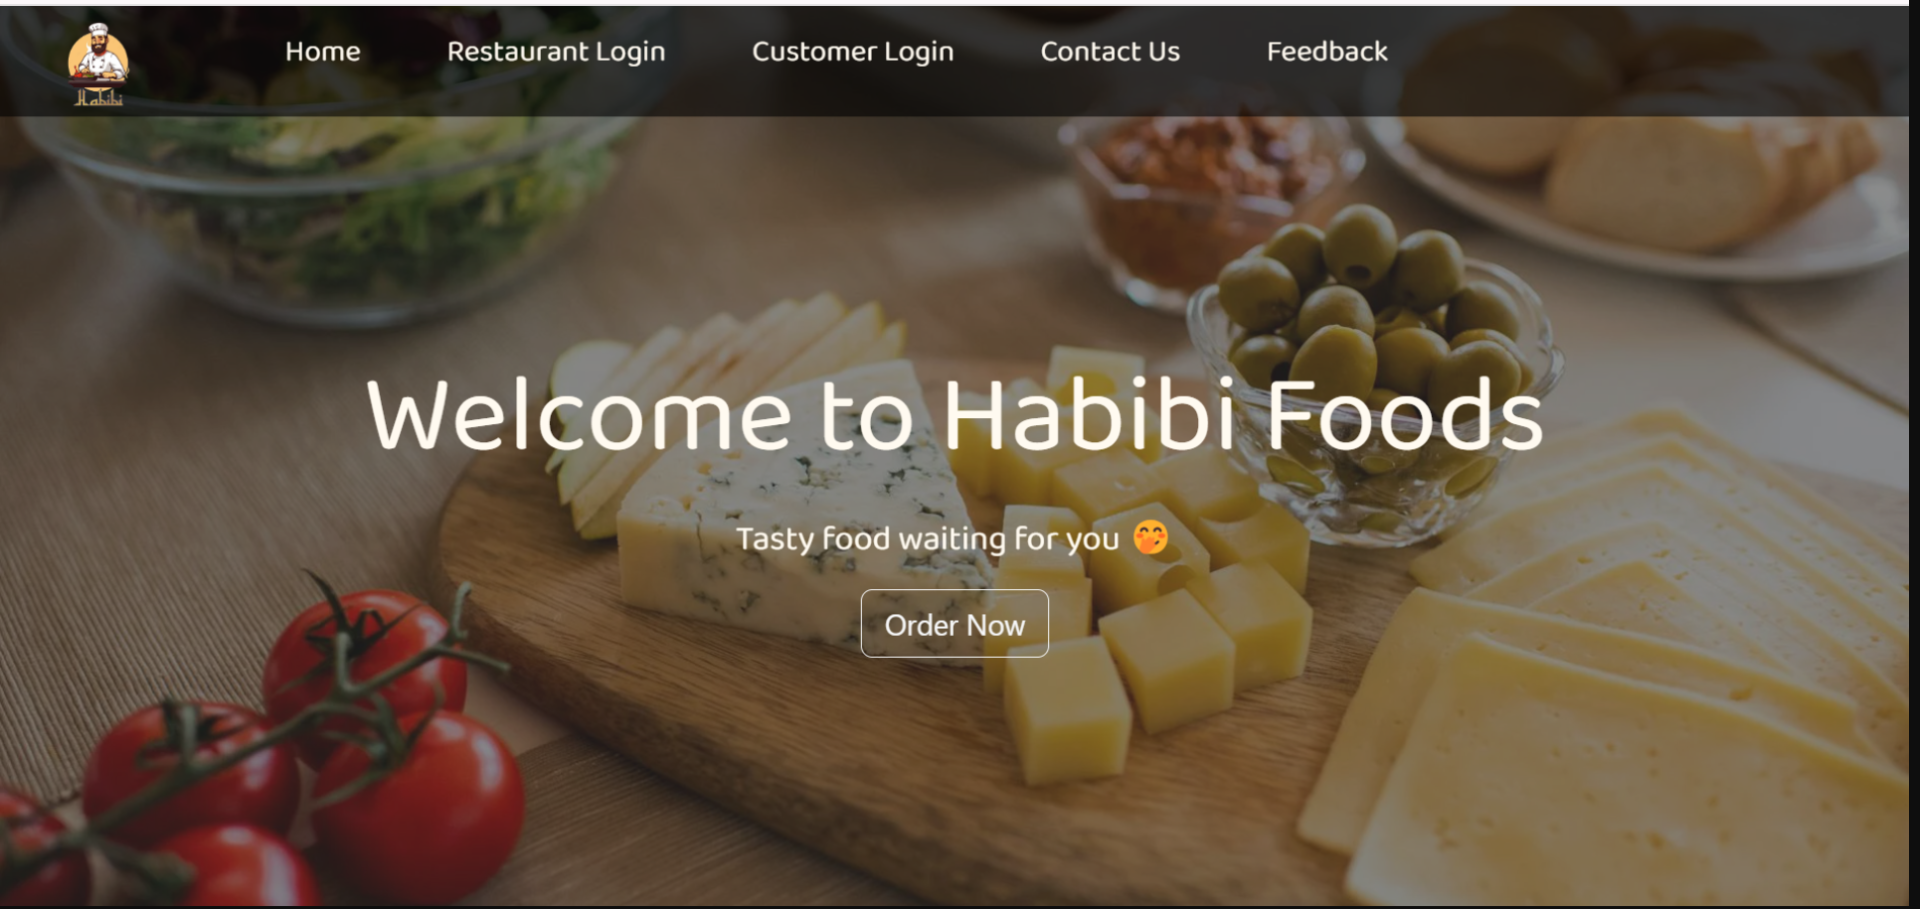 Habibi
Home Restaurant Login Customer Login Contact Us Feedback
Welcome to Habibi Foods
Tasty food waiting for you 🤭
Order Now